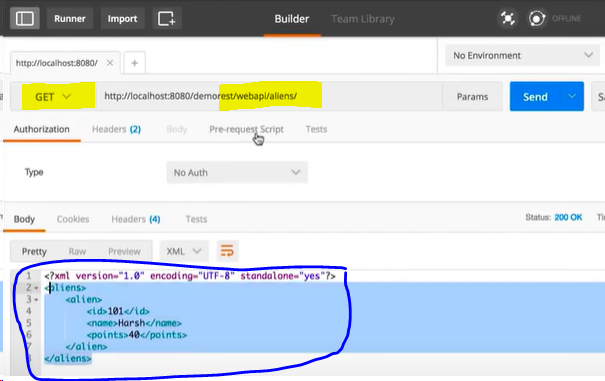 Runner Import Builder Team Library OFFLINE
http://localhost:8080/ No Environment
GET http://localhost:8080/demorest/webapi/aliens/ Params Send
Authorization Headers (2) Body Pre-request Script Tests
Type No Auth
Body Cookies Headers (4) Tests Status: 200 OK
Pretty Raw Preview XML
1 <?xml version="1.0" encoding="UTF-8" standalone="yes"?>
2 <aliens>
3 <alien>
4 <id>101</id>
5 <name>Harsh</name>
6 <points>40</points>
7 </alien>
8 </aliens>